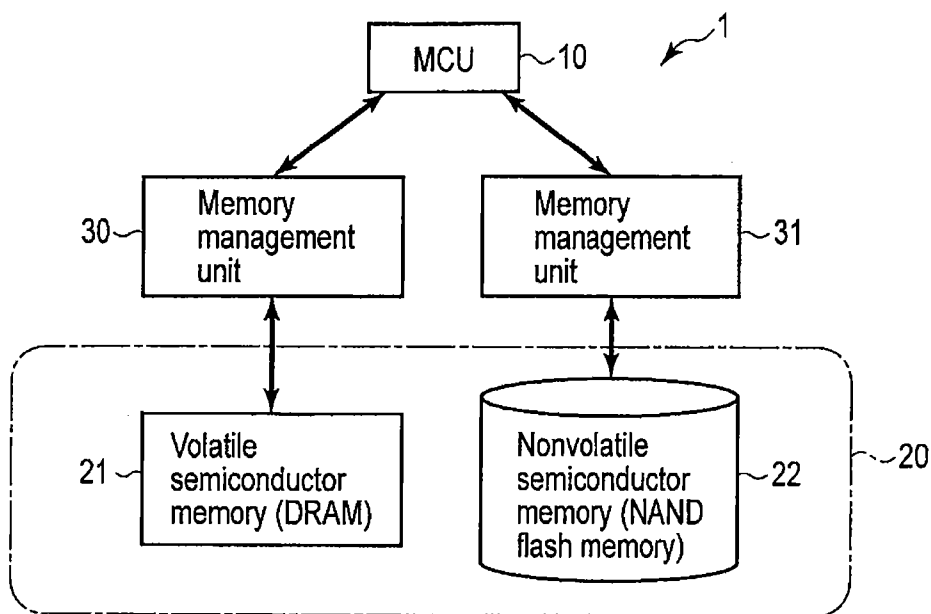 1
MCU
10
30
Memory
management
unit
Memory
management
unit
31
21
Volatile
semiconductor
memory (DRAM)
Nonvolatile
semiconductor
memory (NAND
flash memory)
22
20